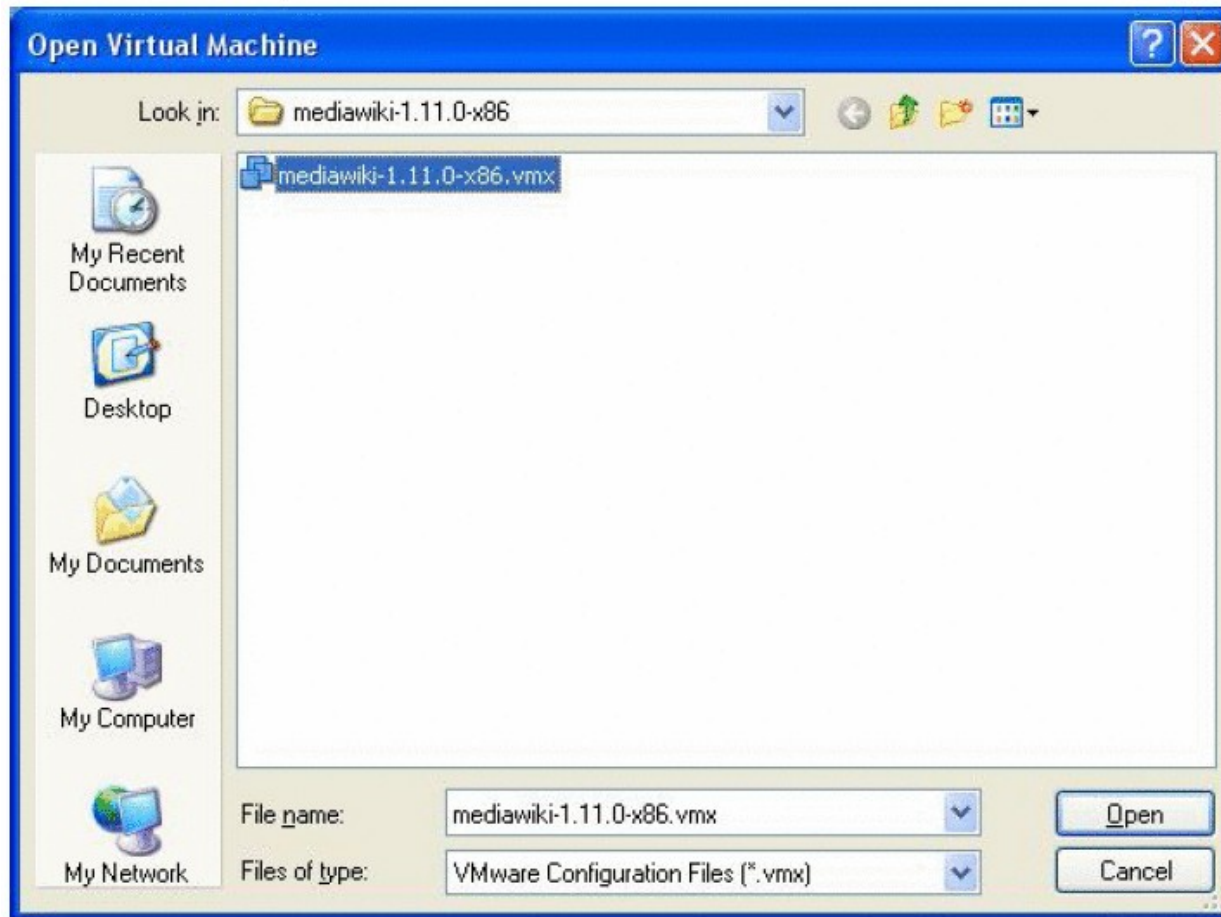 Open Virtual Machine
Look in:
mediawiki-1.11.0-x86
mediawiki-1.11.0-x86.vmx
My Recent
Documents
Desktop
My Documents
My Computer
My Network
File name:
mediawiki-1.11.0-x86.vmx
Open
Files of type:
VMware Configuration Files (*.vmx)
Cancel